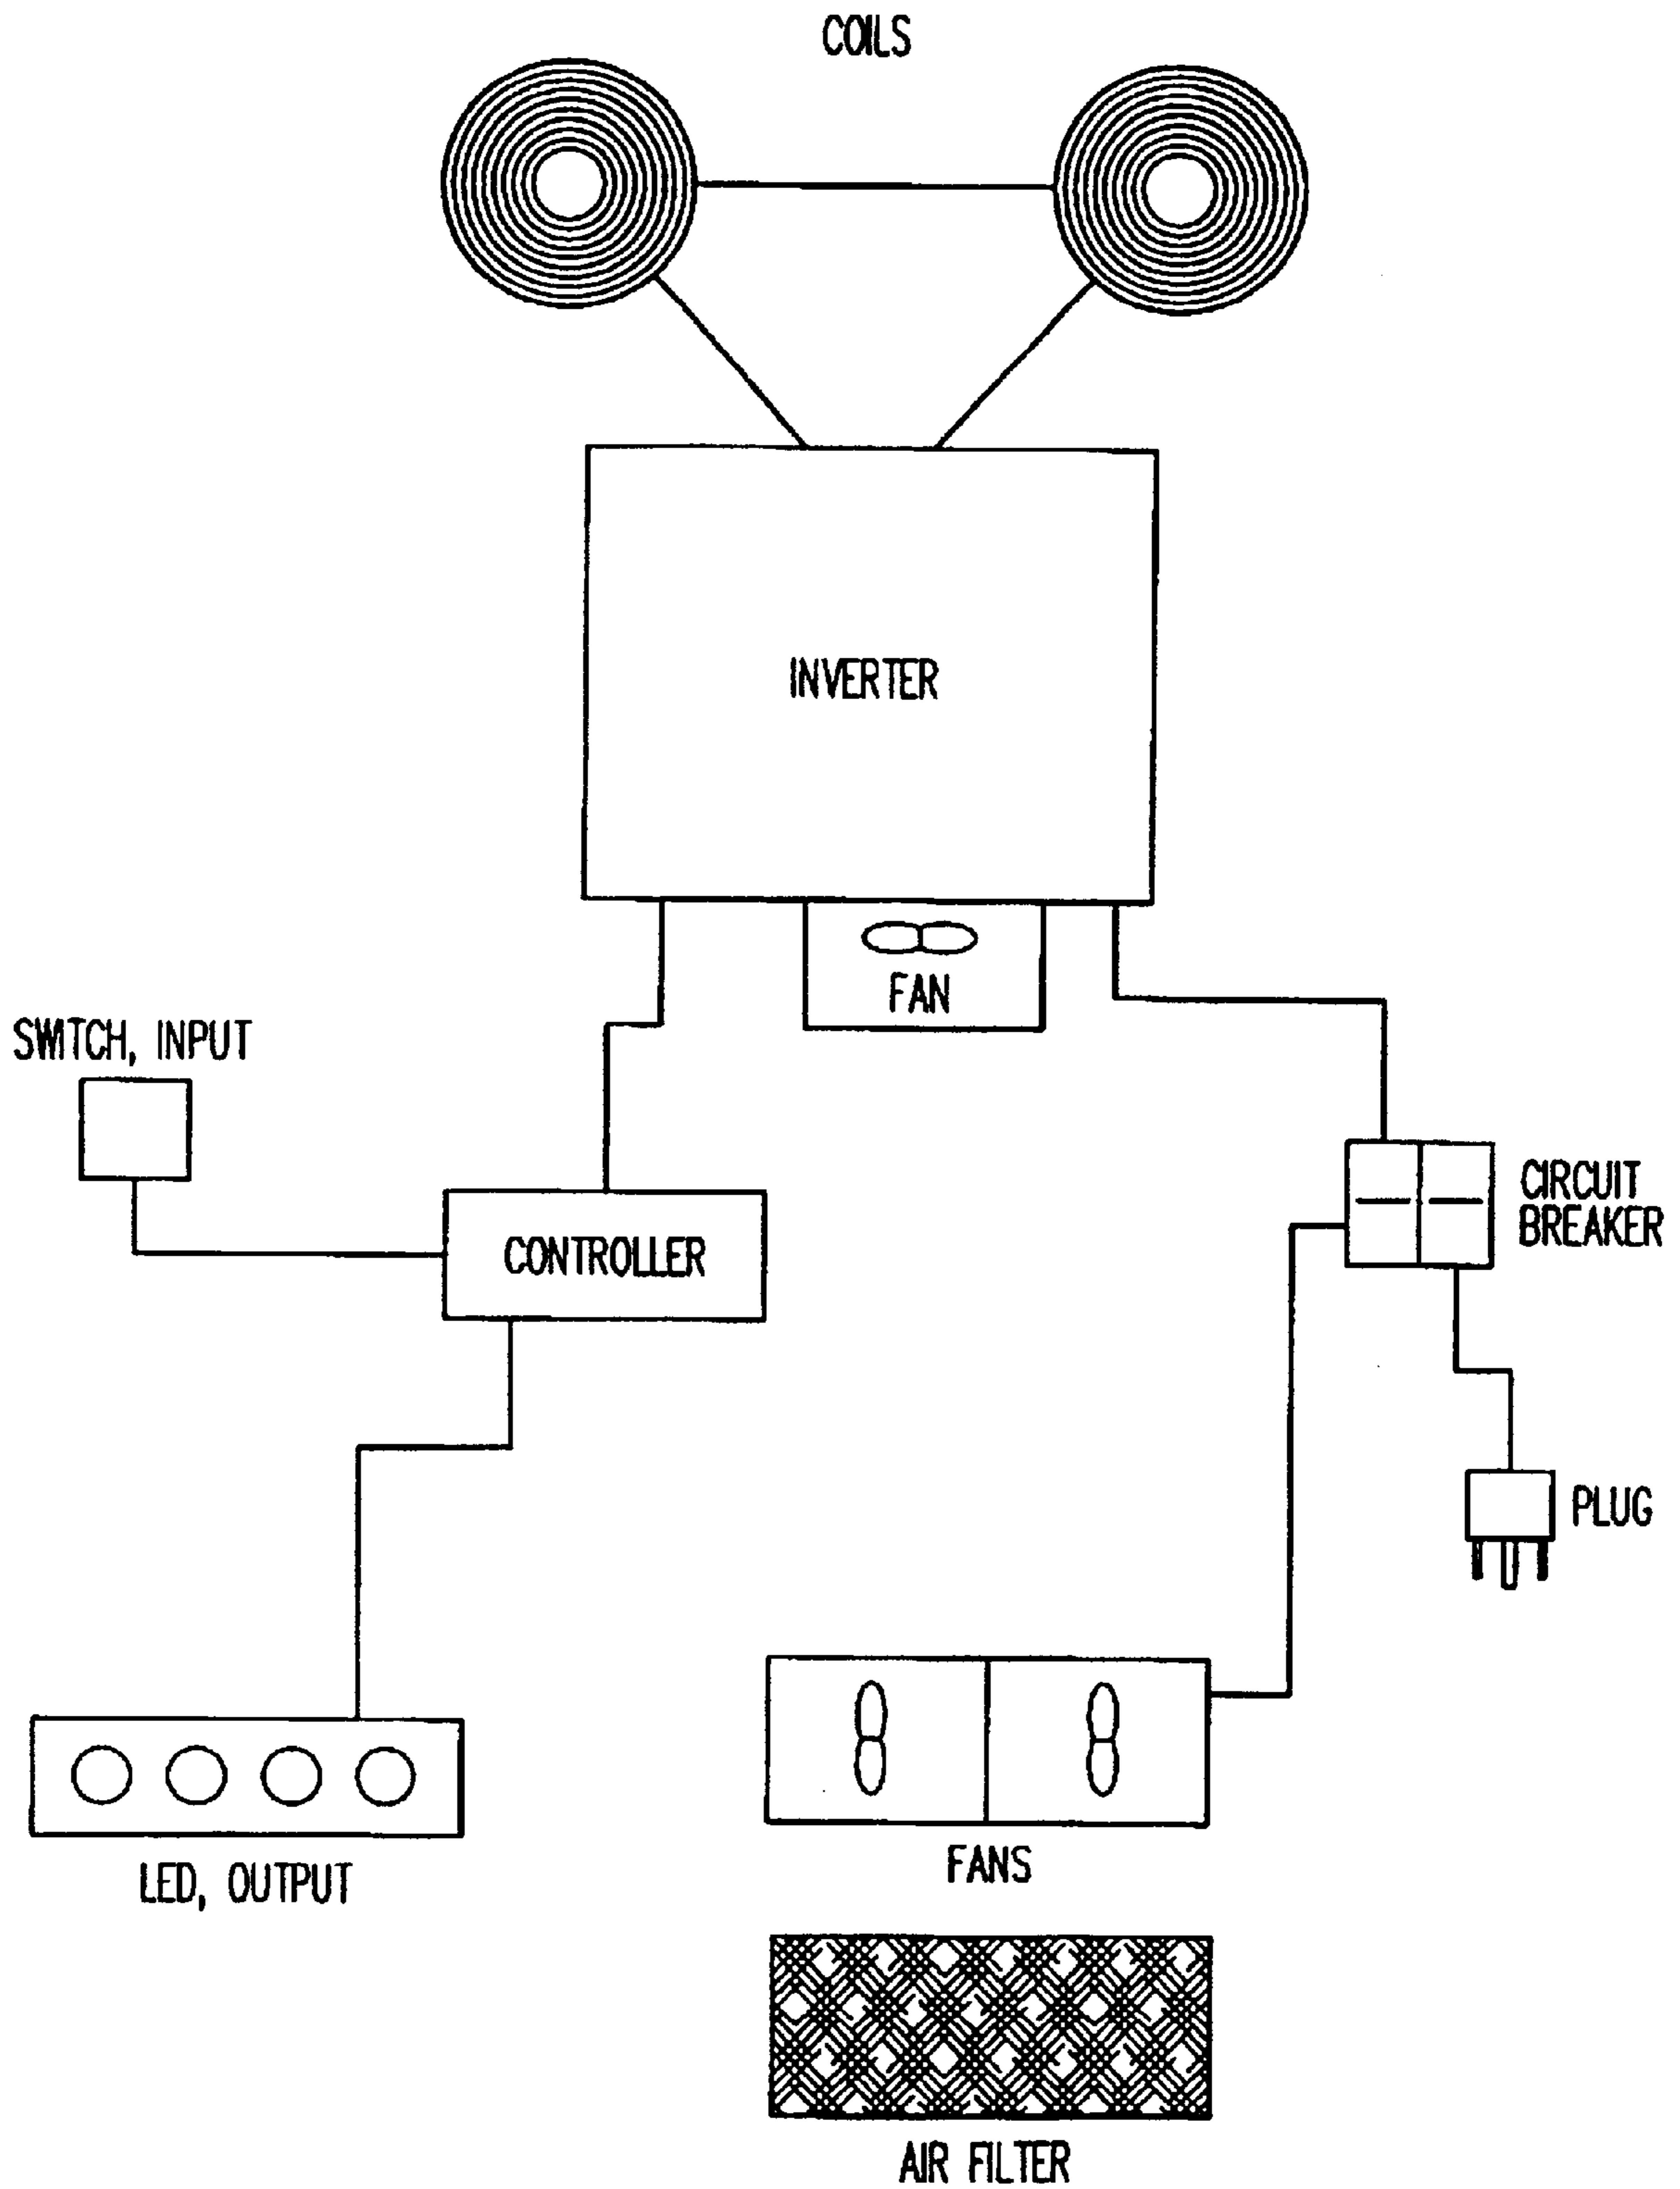 COILS
INVERTER
FAN
SWITCH, INPUT
CIRCUIT
BREAKER
CONTROLLER
PLUG
FANS
LED, OUTPUT
AIR FILTER